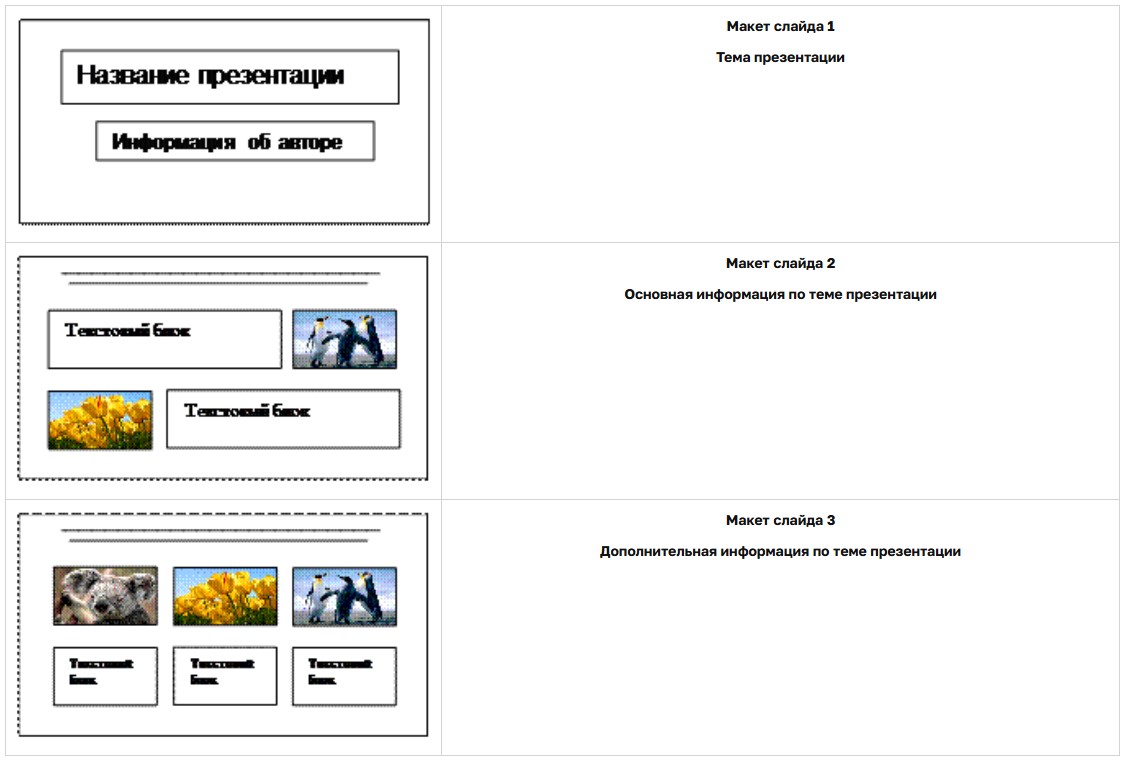 Название презентации
Информация об авторе
Макет слайда 1
Тема презентации
Текстовый блок
Текстовый блок
Макет слайда 2
Основная информация по теме презентации
Текстовый
блок
Текстовый
блок
Текстовый
блок
Макет слайда 3
Дополнительная информация по теме презентации